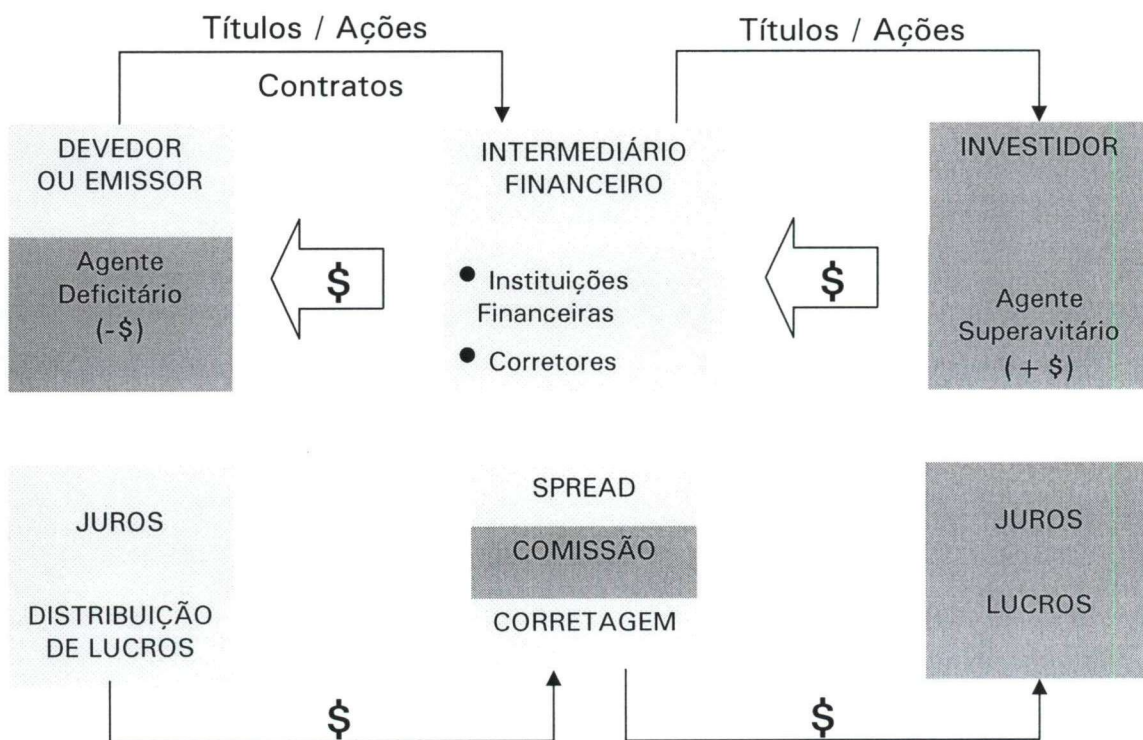 Títulos / Ações
Contratos
Títulos / Ações
DEVEDOR
OU EMISSOR
Agente
Deficitário
(-$)
$
INTERMEDIÁRIO
FINANCEIRO
● Instituições
Financeiras
● Corretores
$
INVESTIDOR
Agente
Superavitário
( + $)
JUROS
DISTRIBUIÇÃO
DE LUCROS
SPREAD
COMISSÃO
CORRETAGEM
JUROS
LUCROS
$
$